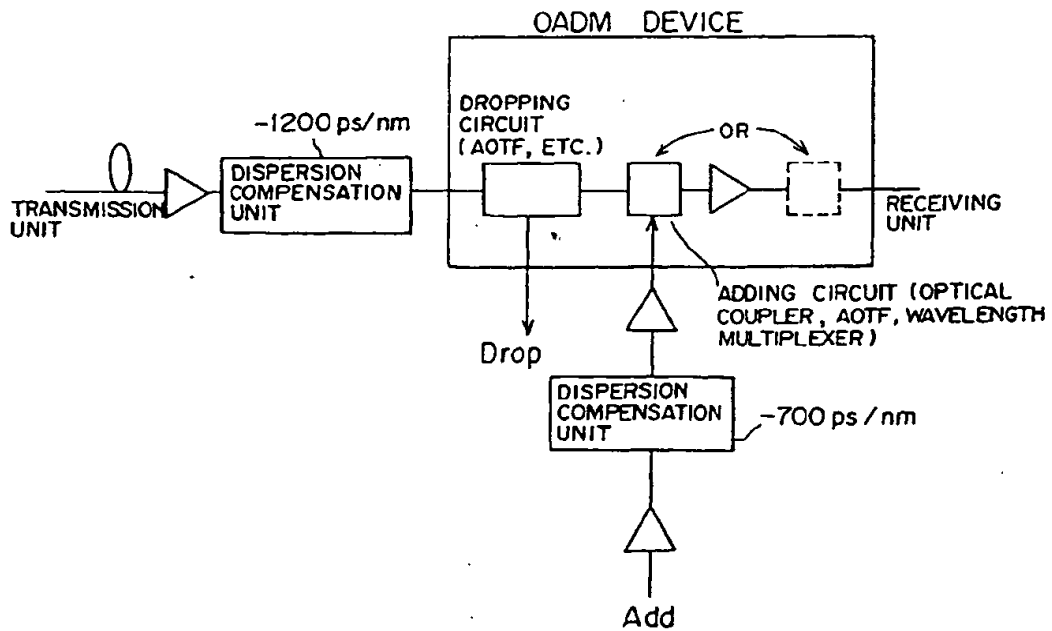 OADM DEVICE
DROPPING
CIRCUIT
(AOTF, ETC.)
OR
-1200 ps/nm
DISPERSION
COMPENSATION
UNIT
TRANSMISSION
UNIT
RECEIVING
UNIT
ADDING CIRCUIT (OPTICAL
COUPLER, AOTF, WAVELENGTH
MULTIPLEXER)
Drop
DISPERSION
COMPENSATION
UNIT
-700 ps/nm
Add